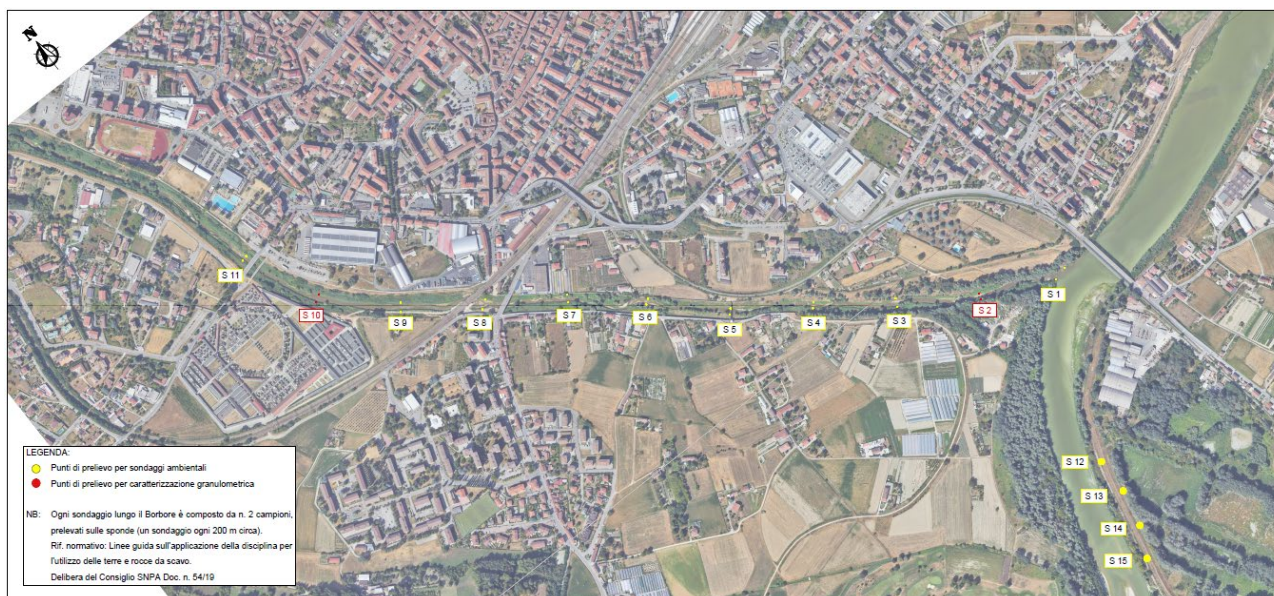 N
S 11
S 10
S 9
S 8
S 7
S 6
S 5
S 4
S 3
S 2
S 1
S 12
S 13
S 14
S 15
LEGENDA:
Punti di prelievo per sondaggi ambientali
Punti di prelievo per caratterizzazione granulometrica
NB: Ogni sondaggio lungo il Borbore è composto da n. 2 campioni,
prelevati sulle sponde (un sondaggio ogni 200 m circa).
Rif. normativo: Linee guida sull'applicazione della disciplina per
l'utilizzo delle terre e rocce da scavo.
Delibera del Consiglio SNPA Doc. n. 54/19